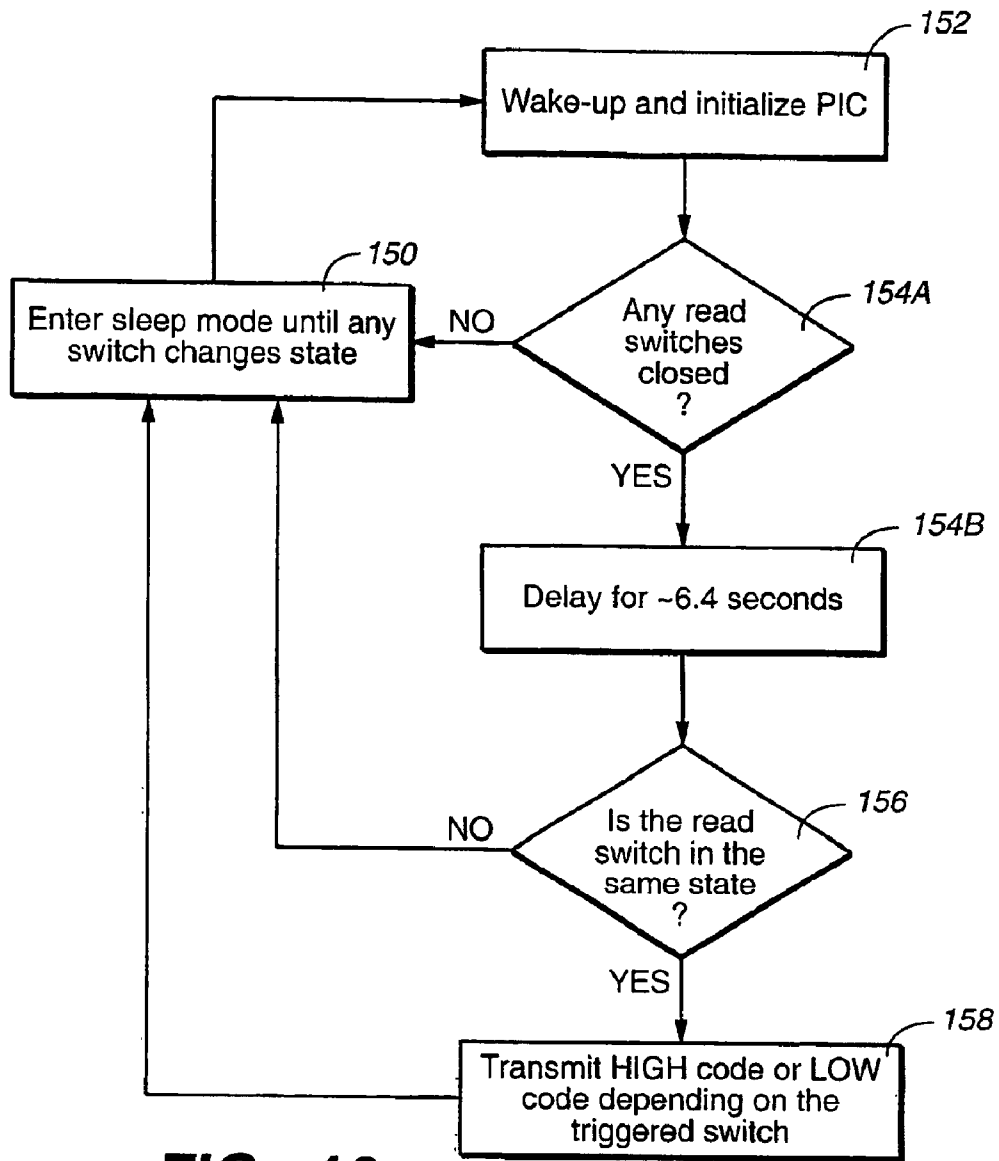 152
Wake-up and initialize PIC
150
Enter sleep mode until any
switch changes state
NO
154A
Any read
switches
closed
?
YES
154B
Delay for ~6.4 seconds
NO
156
Is the read
switch in the
same state
?
YES
158
Transmit HIGH code or LOW
code depending on the
triggered switch